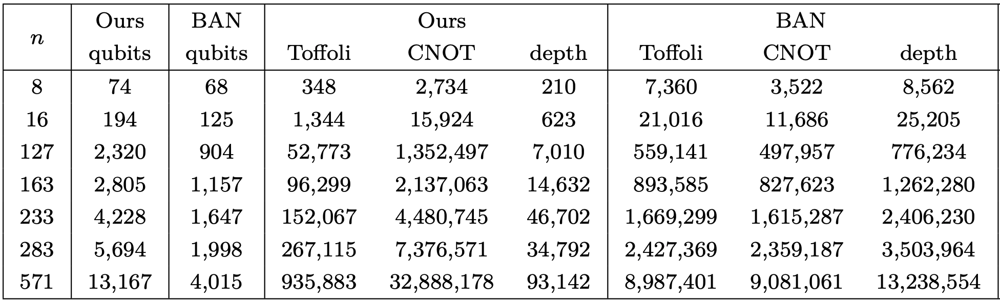 n Ours BAN Ours BAN
qubits qubits Toffoli CNOT depth Toffoli CNOT depth
8 74 68 348 2,734 210 7,360 3,522 8,562
16 194 125 1,344 15,924 623 21,016 11,686 25,205
127 2,320 904 52,773 1,352,497 7,010 559,141 497,957 776,234
163 2,805 1,157 96,299 2,137,063 14,632 893,585 827,623 1,262,280
233 4,228 1,647 152,067 4,480,745 46,702 1,669,299 1,615,287 2,406,230
283 5,694 1,998 267,115 7,376,571 34,792 2,427,369 2,359,187 3,503,964
571 13,167 4,015 935,883 32,888,178 93,142 8,987,401 9,081,061 13,238,554